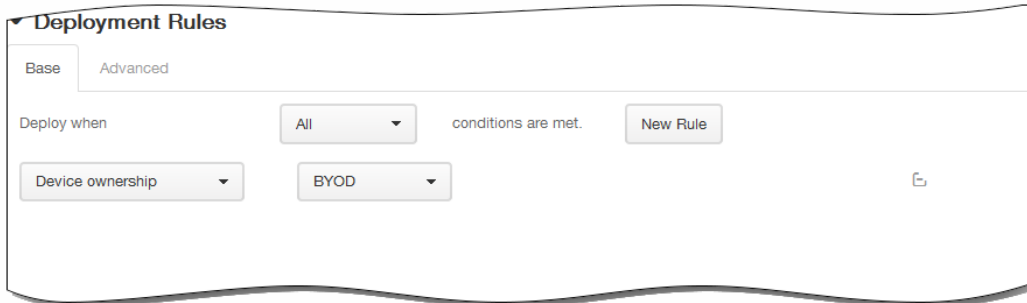 Deployment Rules
Base Advanced
Deploy when All conditions are met. New Rule
Device ownership BYOD